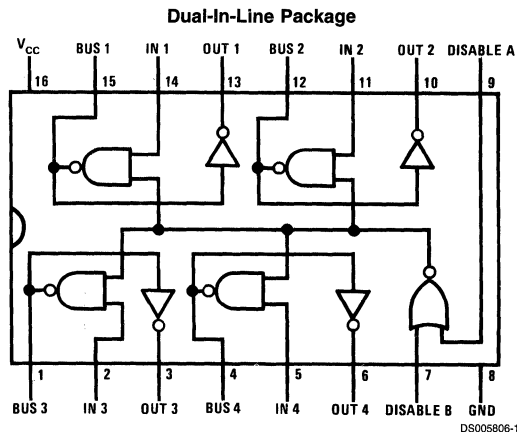 Dual-In-Line Package
VCC BUS 1 IN 1 OUT 1 BUS 2 IN 2 OUT 2 DISABLE A
16 15 14 13 12 11 10 9
1 2 3 4 5 6 7 8
BUS 3 IN 3 OUT 3 BUS 4 IN 4 OUT 4 DISABLE B GND
DS005806-1